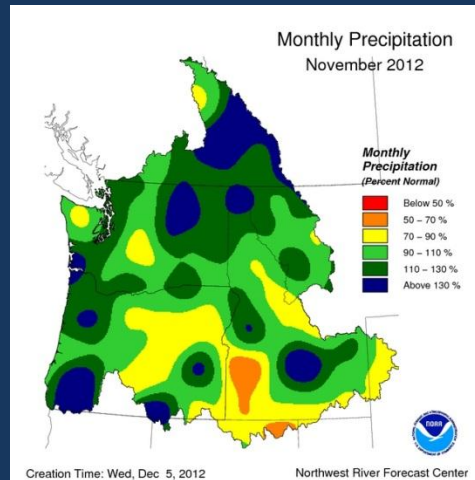 Monthly Precipitation
November 2012
Monthly
Precipitation
(Percent Normal)
Below 50 %
50 – 70 %
70 – 90 %
90 – 110 %
110 – 130 %
Above 130 %
NOAA
Creation Time: Wed, Dec 5, 2012
Northwest River Forecast Center